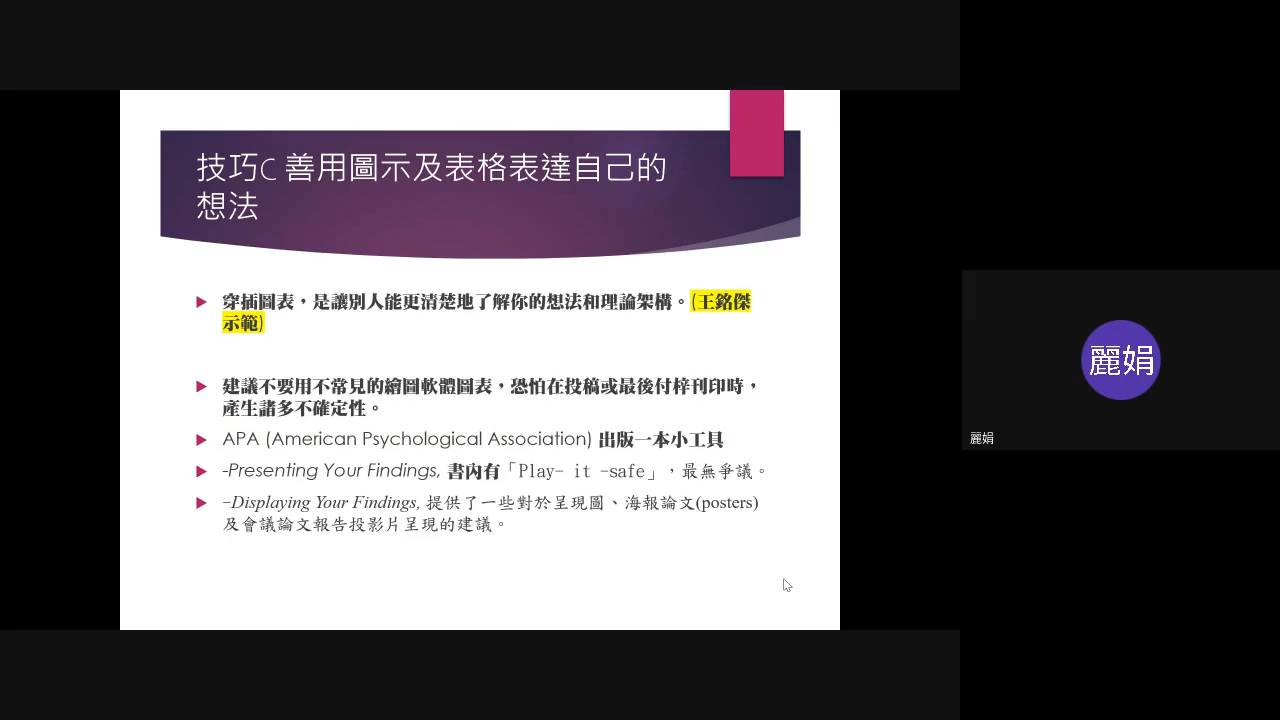 技巧C 善用圖示及表格表達自己的
想法
穿插圖表，是讓別人能更清楚地了解你的想法和理論架構。(王銘傑
示範)
建議不要用不常見的繪圖軟體圖表，恐怕在投稿或最後付梓刊印時，
產生諸多不確定性。
APA (American Psychological Association) 出版一本小工具
-Presenting Your Findings, 書內有「Play- it -safe」，最無爭議。
-Displaying Your Findings, 提供了一些對於呈現圖、海報論文(posters)
及會議論文報告投影片呈現的建議。
麗娟
麗娟